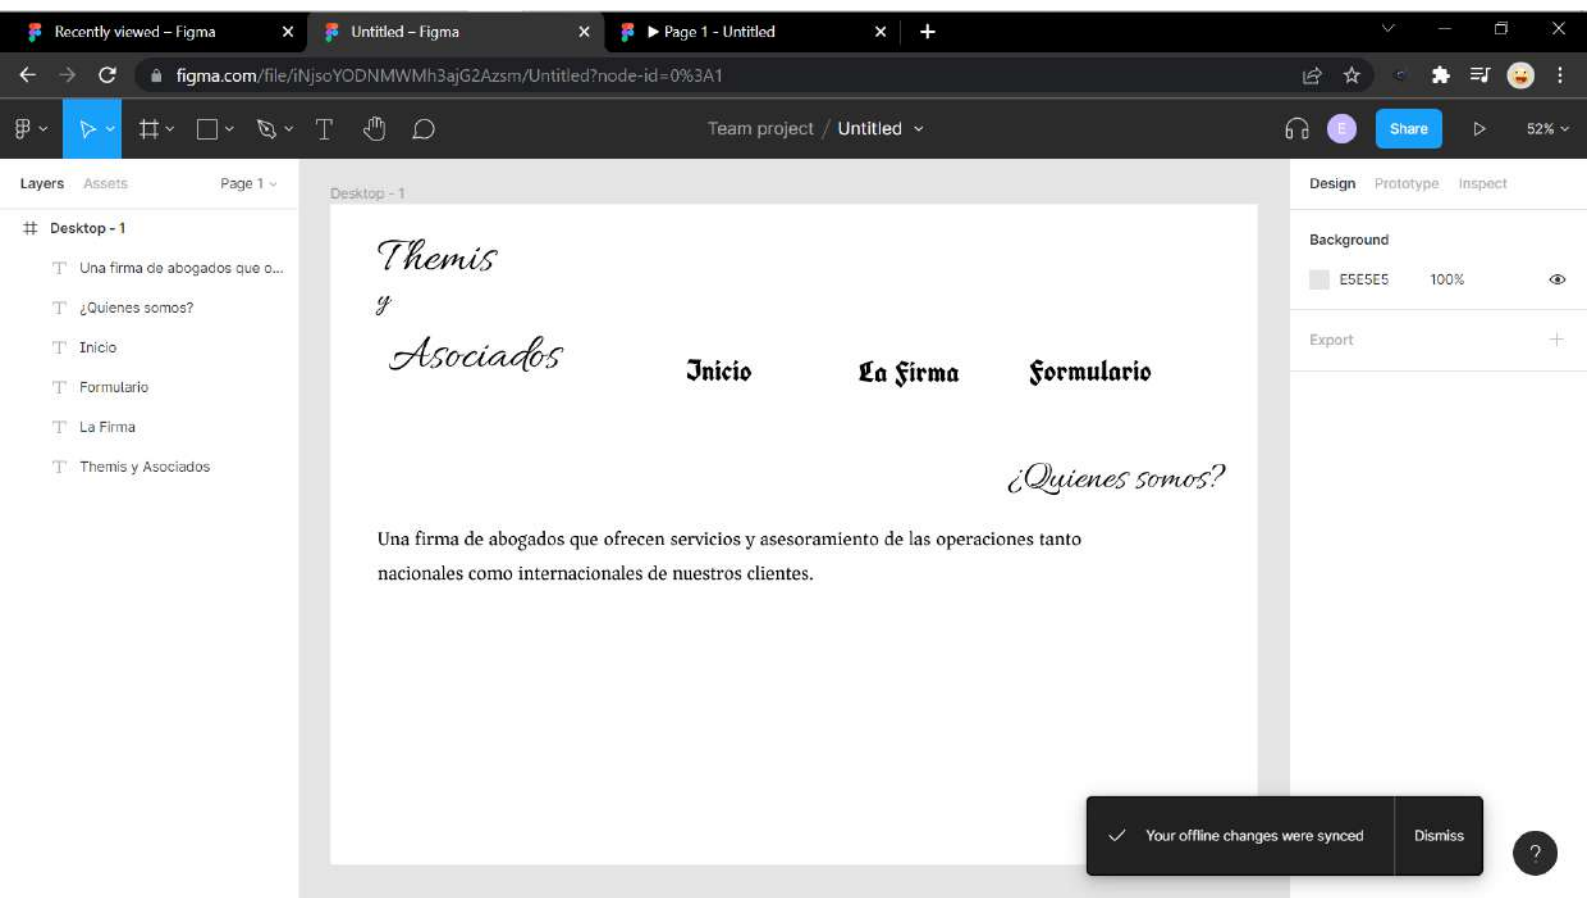 Recently viewed – Figma
Untitled – Figma
Page 1 - Untitled
figma.com/file/iNjsoYODNMWMh3ajG2Azsm/Untitled?node-id=0%3A1
Team project / Untitled
E
Share
52%
Layers
Assets
Page 1
Desktop - 1
Una firma de abogados que o...
¿Quienes somos?
Inicio
Formulario
La Firma
Themis y Asociados
Desktop - 1
Themis
y
Asociados
Inicio
La Firma
Formulario
¿Quienes somos?
Una firma de abogados que ofrecen servicios y asesoramiento de las operaciones tanto
nacionales como internacionales de nuestros clientes.
Design
Prototype
Inspect
Background
E5E5E5
100%
Export
Your offline changes were synced
Dismiss
?